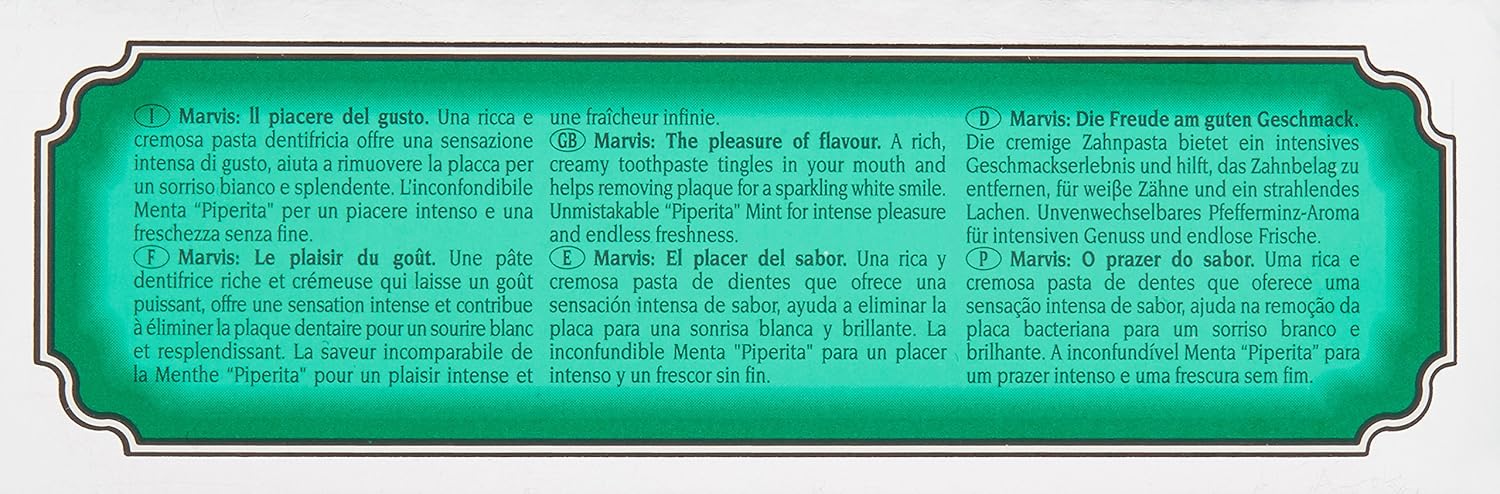 I Marvis: Il piacere del gusto. Una ricca e
cremosa pasta dentifricia offre una sensazione
intensa di gusto, aiuta a rimuovere la placca per
un sorriso bianco e splendente. L'inconfondibile
Menta “Piperita” per un piacere intenso e una
freschezza senza fine.
F Marvis: Le plaisir du goût. Une pâte
dentifrice riche et crémeuse qui laisse un goût
puissant, offre une sensation intense et contribue
à éliminer la plaque dentaire pour un sourire blanc
et resplendissant. La saveur incomparable de
la Menthe “Piperita” pour un plaisir intense et
une fraîcheur infinie.
GB Marvis: The pleasure of flavour. A rich,
creamy toothpaste tingles in your mouth and
helps removing plaque for a sparkling white smile.
Unmistakable “Piperita” Mint for intense pleasure
and endless freshness.
E Marvis: El placer del sabor. Una rica y
cremosa pasta de dientes que ofrece una
sensación intensa de sabor, ayuda a eliminar la
placa para una sonrisa blanca y brillante. La
inconfundible Menta "Piperita" para un placer
intenso y un frescor sin fin.
D Marvis: Die Freude am guten Geschmack.
Die cremige Zahnpasta bietet ein intensives
Geschmackserlebnis und hilft, das Zahnbelag zu
entfernen, für weiβe Zähne und ein strahlendes
Lachen. Unvenwechselbares Pfefferminz-Aroma
für intensiven Genuss und endlose Frische.
P Marvis: O prazer do sabor. Uma rica e
cremosa pasta de dentes que oferece uma
sensação intensa de sabor, ajuda na remoção da
placa bacteriana para um sorriso branco e
brilhante. A inconfundível Menta “Piperita” para
um prazer intenso e uma frescura sem fim.